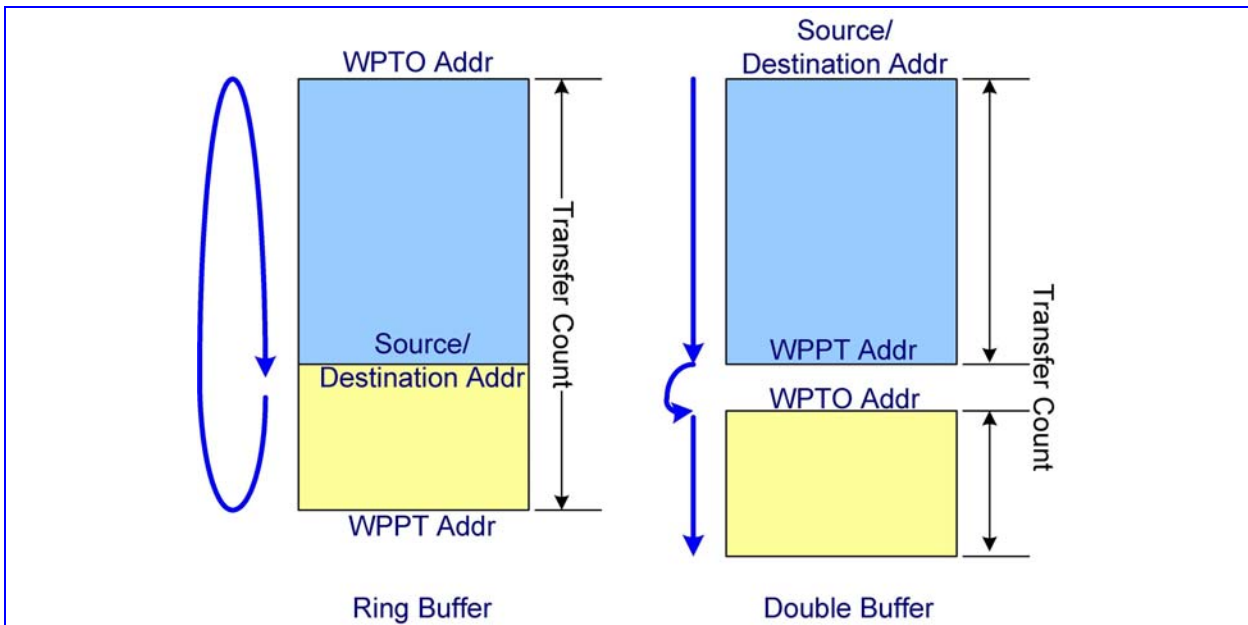 WPTO Addr
Transfer Count
Source/
Destination Addr
WPPT Addr
Ring Buffer
Source/
Destination Addr
WPPT Addr
WPTO Addr
Transfer Count
Double Buffer